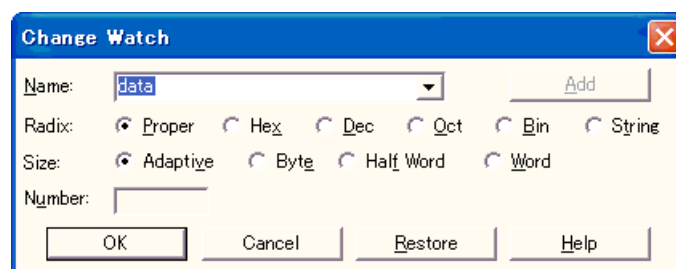 Change Watch
Name: data Add
Radix: Proper Hex Dec Oct Bin String
Size: Adaptive Byte Half Word Word
Number:
OK Cancel Restore Help